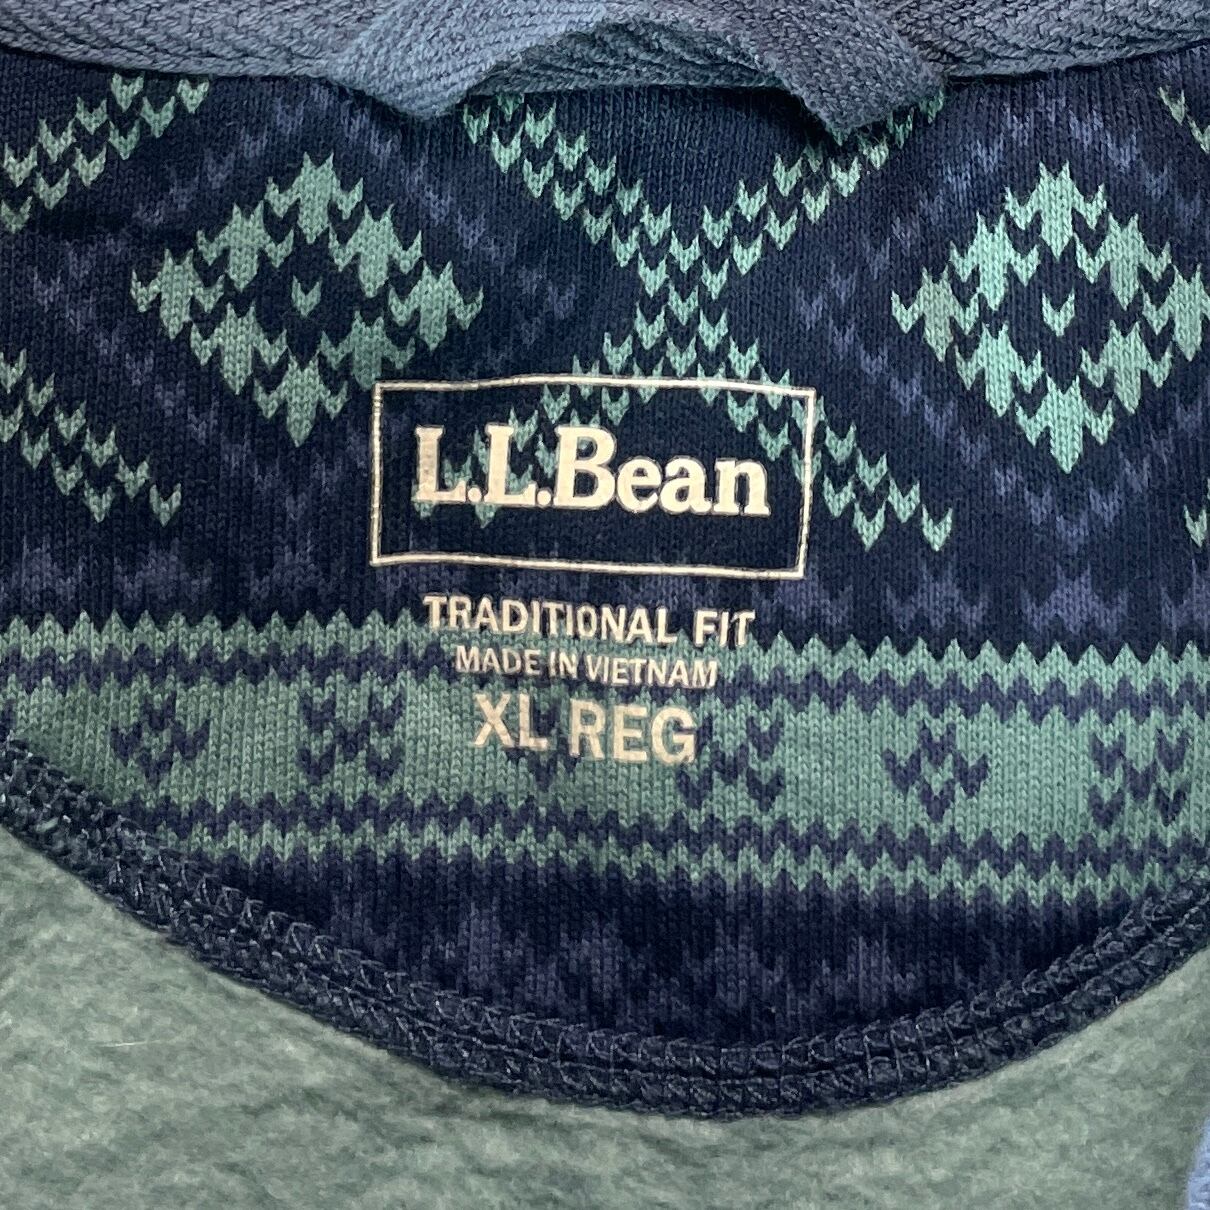 L.L.Bean
TRADITIONAL FIT
MADE IN VIETNAM
XL REG